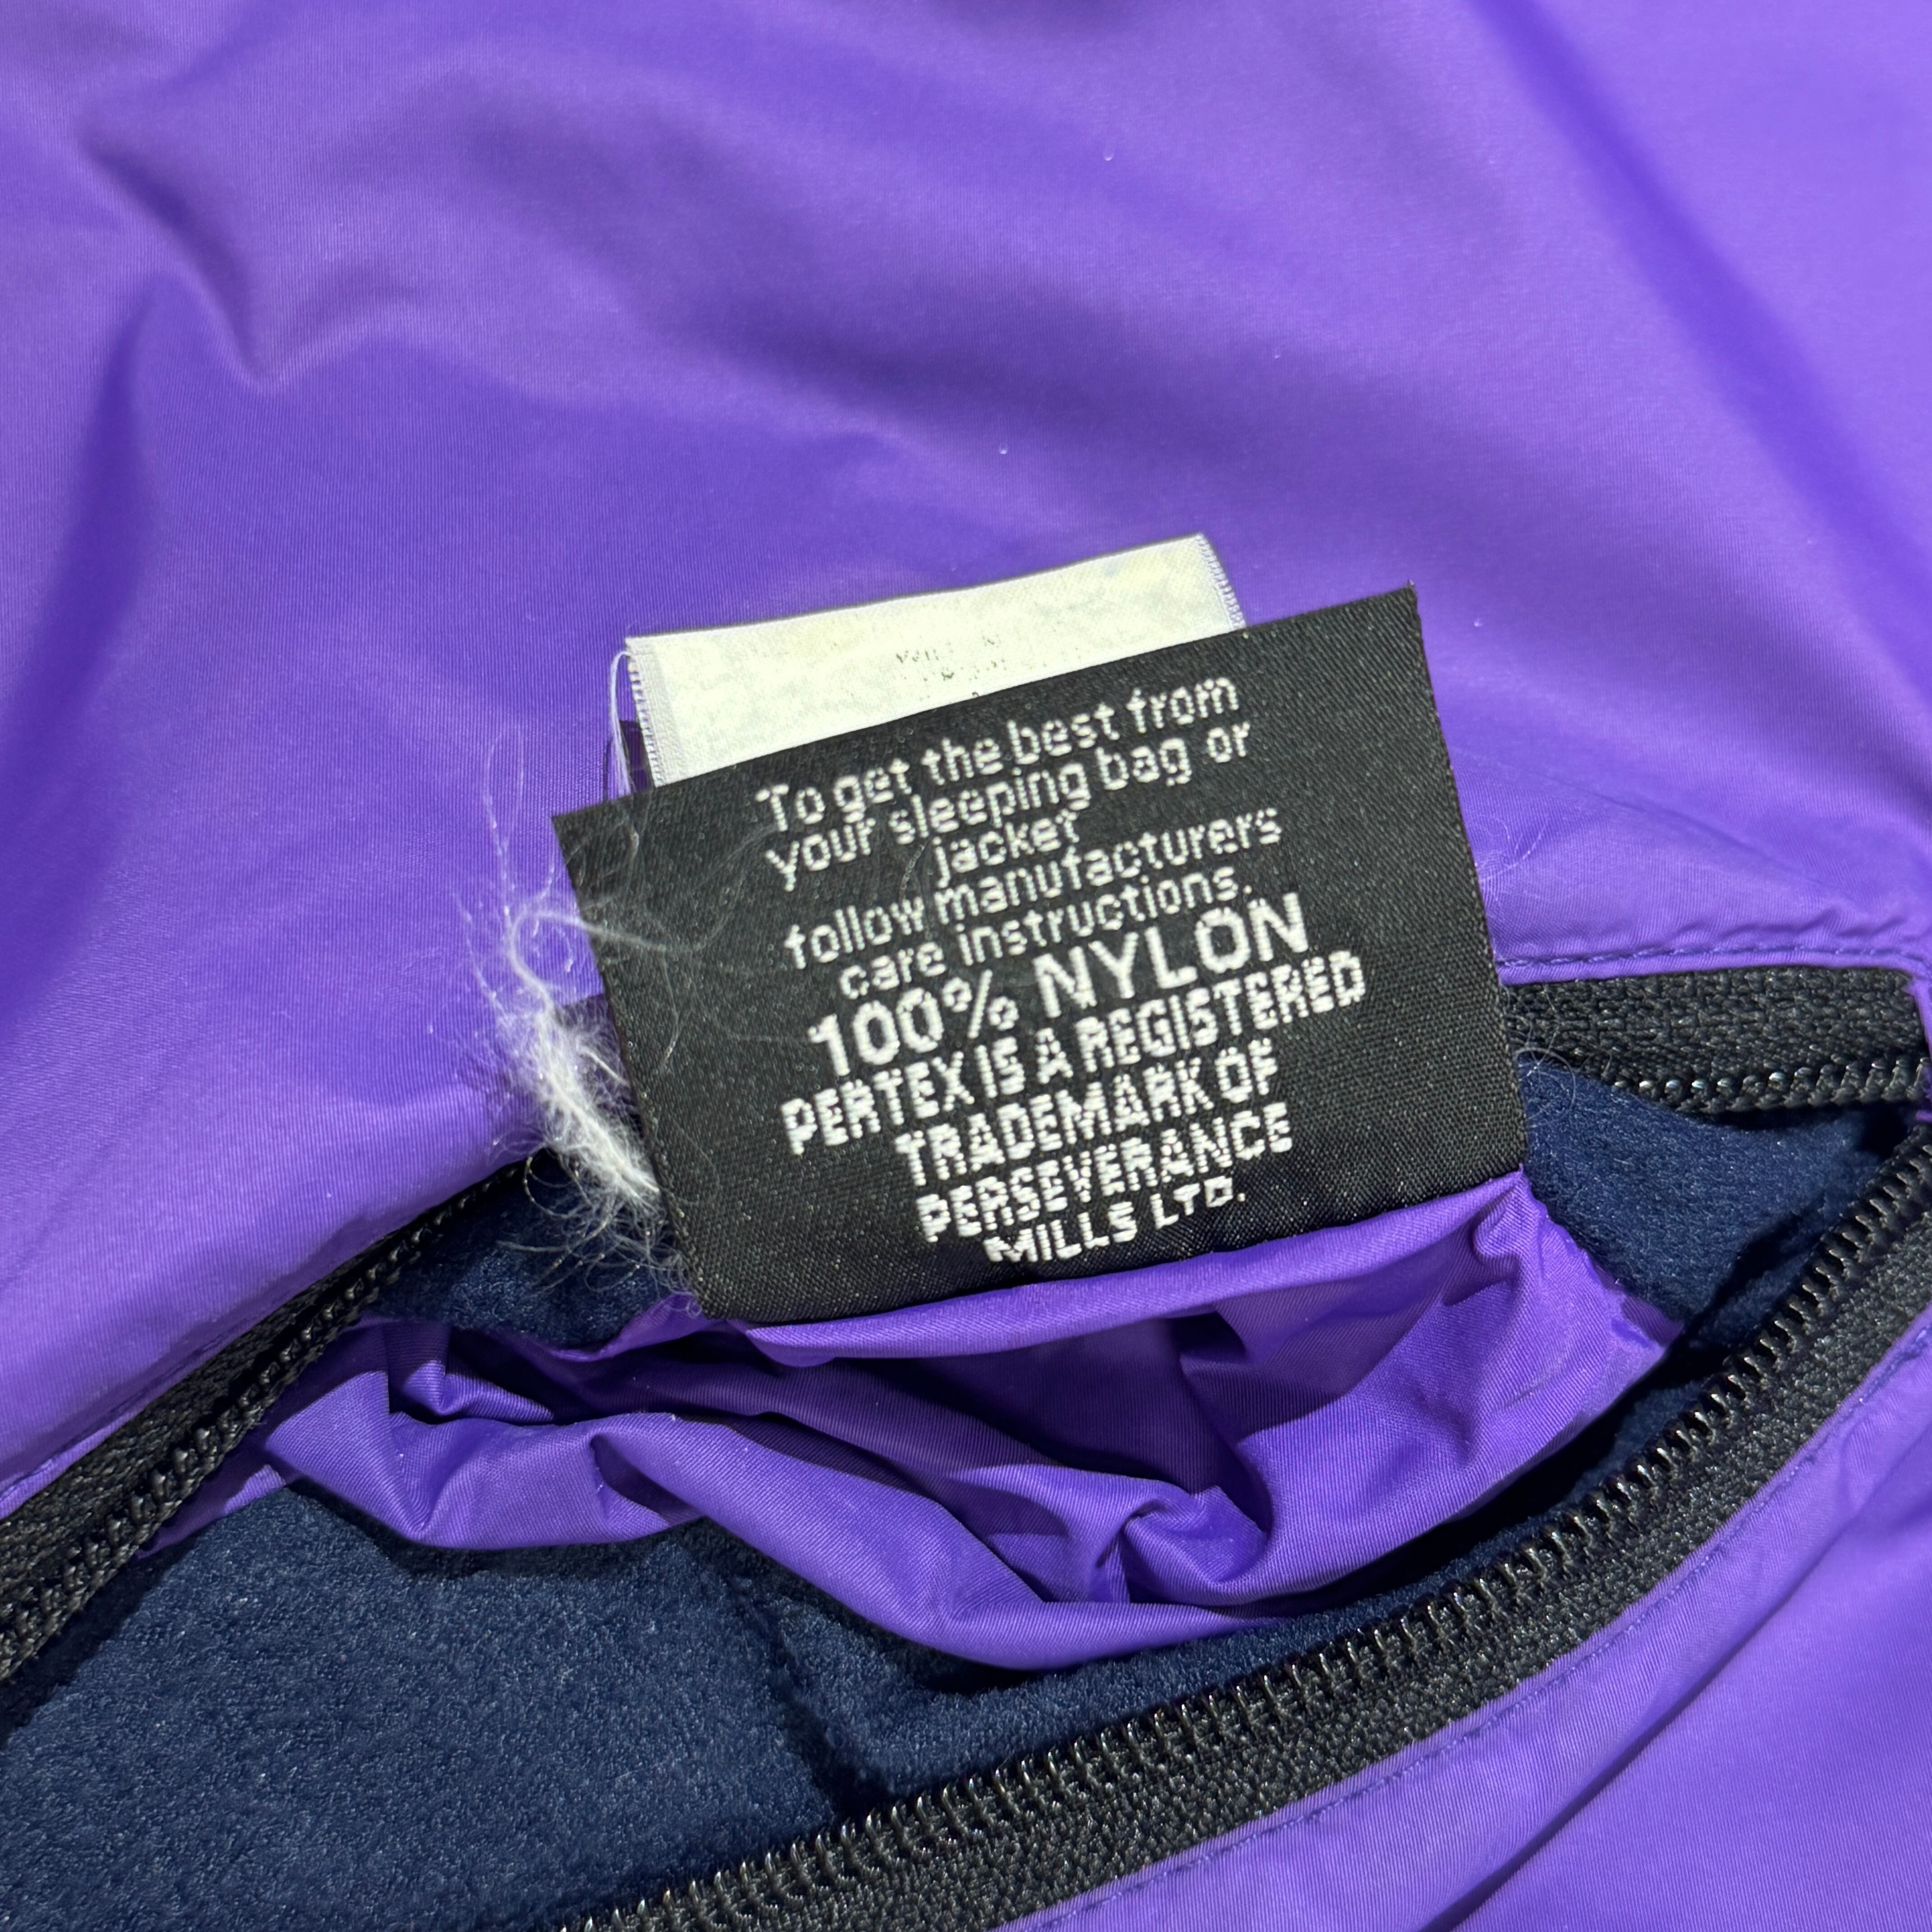 To get the best from
your sleeping bag or
jacket
follow manufacturers
care instructions.
100% NYLON
PERTEX IS A REGISTERED
TRADEMARK OF
PERSEVERANCE
MILLS LTD.